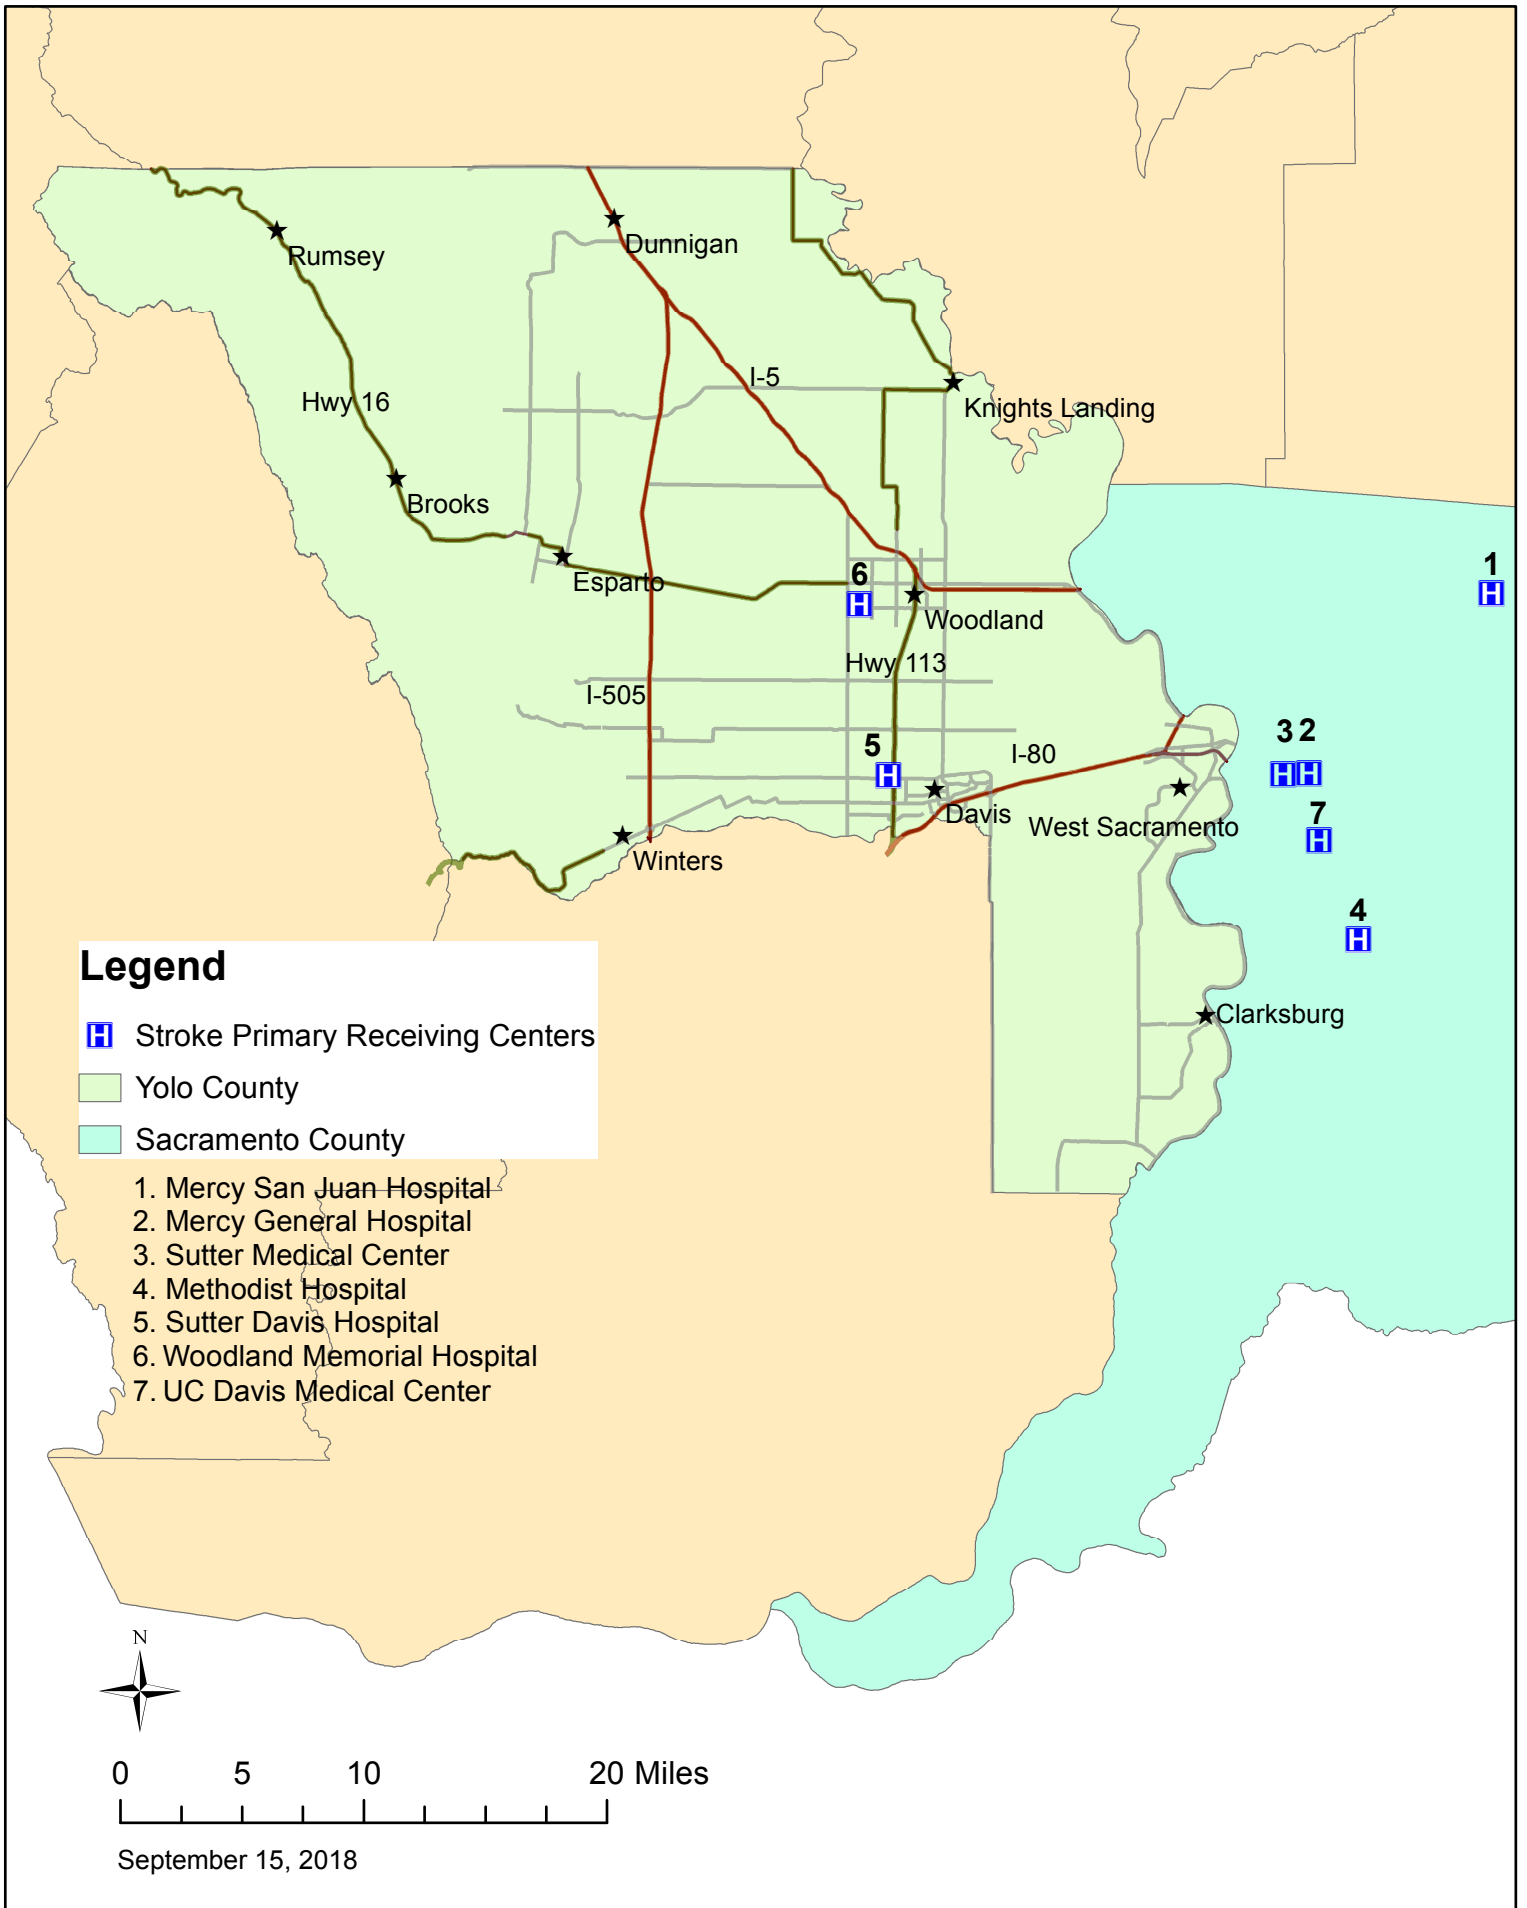 Rumsey
Dunnigan
I-5
Hwy 16
Knights Landing
Brooks
Esparto
6
H
1
H
Woodland
Hwy 113
I-505
5
H
3 2
H H
I-80
Davis
West Sacramento
7
H
Winters
4
H
Clarksburg
Legend
H Stroke Primary Receiving Centers
Yolo County
Sacramento County
1. Mercy San Juan Hospital
2. Mercy General Hospital
3. Sutter Medical Center
4. Methodist Hospital
5. Sutter Davis Hospital
6. Woodland Memorial Hospital
7. UC Davis Medical Center
N
0 5 10 20 Miles
September 15, 2018